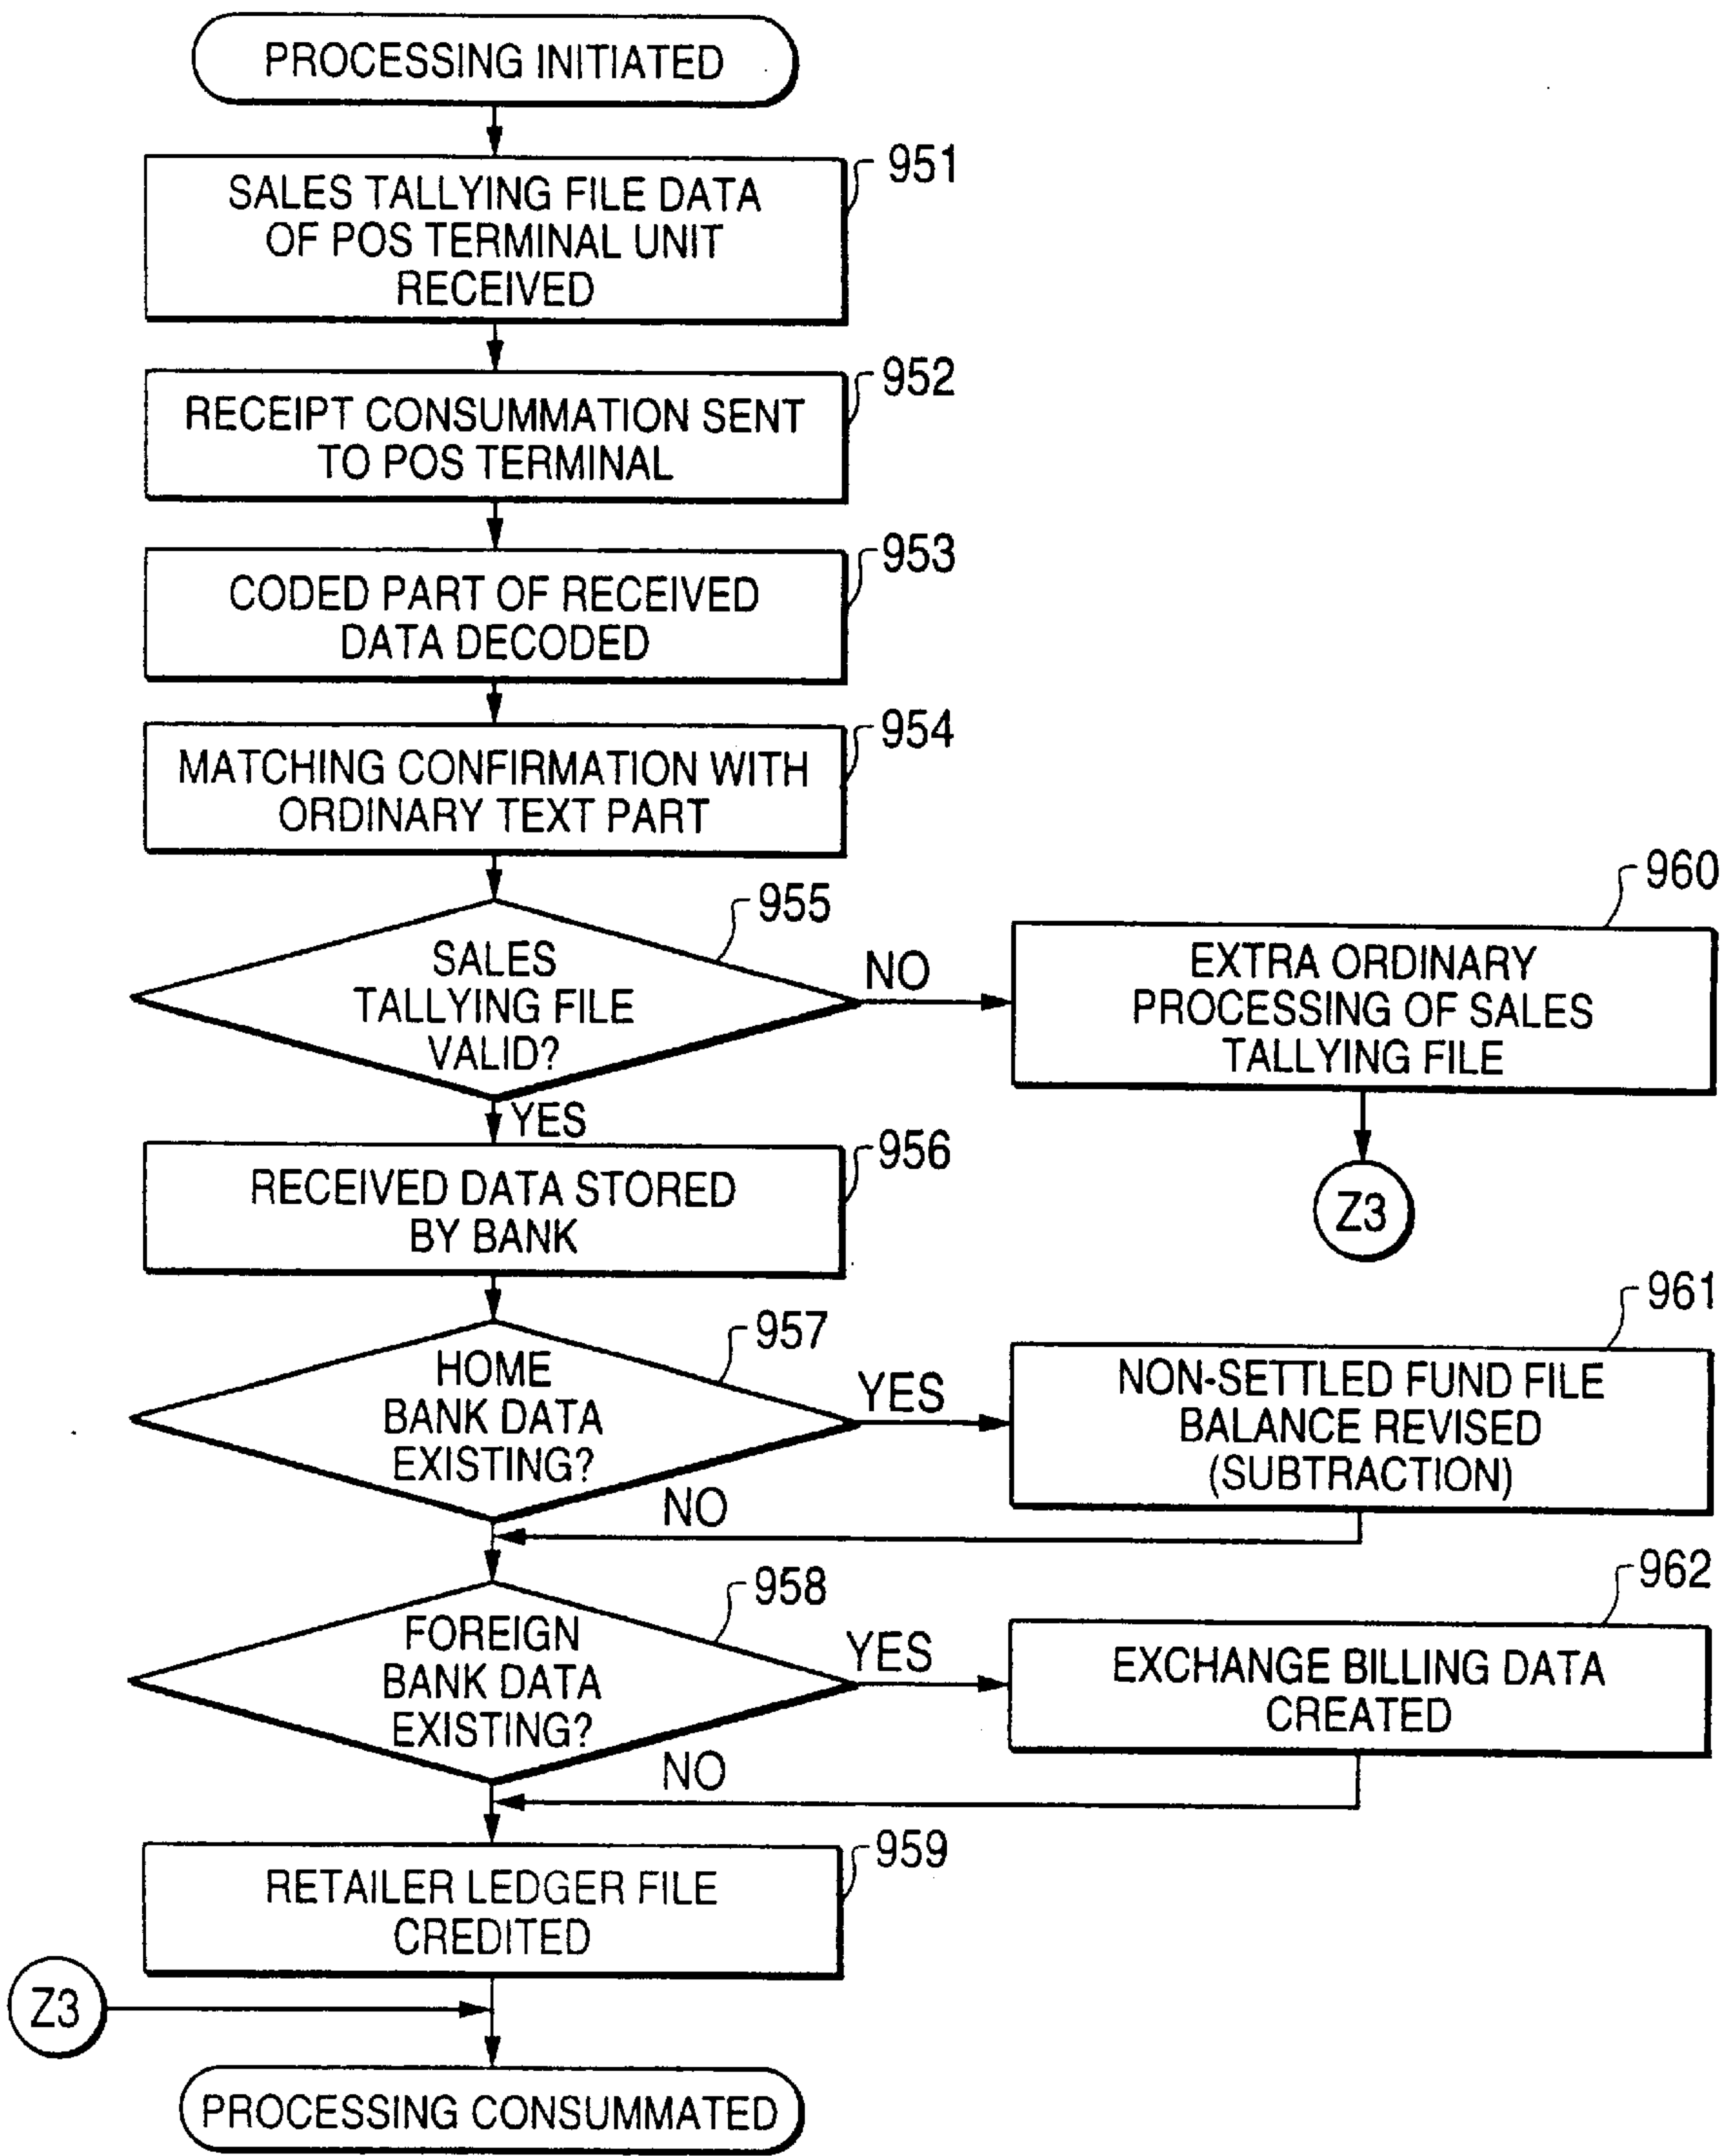 PROCESSING INITIATED
951
SALES TALLYING FILE DATA
OF POS TERMINAL UNIT
RECEIVED
952
RECEIPT CONSUMMATION SENT
TO POS TERMINAL
953
CODED PART OF RECEIVED
DATA DECODED
954
MATCHING CONFIRMATION WITH
ORDINARY TEXT PART
955
SALES
TALLYING FILE
VALID?
NO
960
EXTRA ORDINARY
PROCESSING OF SALES
TALLYING FILE
Z3
YES
956
RECEIVED DATA STORED
BY BANK
957
HOME
BANK DATA
EXISTING?
YES
961
NON-SETTLED FUND FILE
BALANCE REVISED
(SUBTRACTION)
NO
958
FOREIGN
BANK DATA
EXISTING?
YES
962
EXCHANGE BILLING DATA
CREATED
NO
959
RETAILER LEDGER FILE
CREDITED
Z3
PROCESSING CONSUMMATED